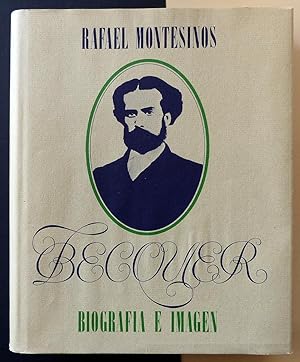 RAFAEL MONTESINOS
BECQUER
BIOGRAFIA E IMAGEN